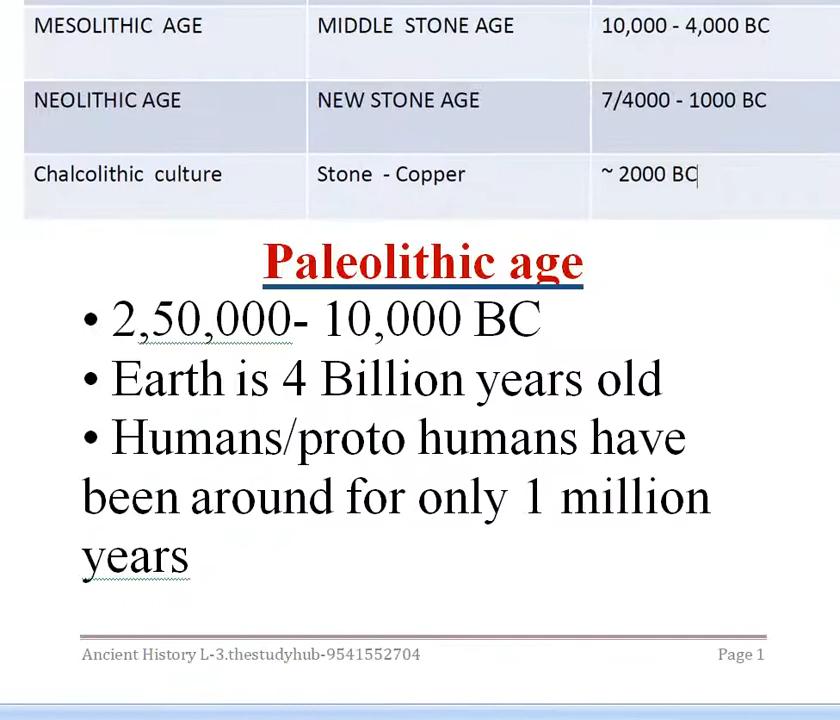 MESOLITHIC AGE MIDDLE STONE AGE 10,000 - 4,000 BC
NEOLITHIC AGE NEW STONE AGE 7/4000 - 1000 BC
Chalcolithic culture Stone - Copper ~ 2000 BC
Paleolithic age
• 2,50,000- 10,000 BC
• Earth is 4 Billion years old
• Humans/proto humans have
been around for only 1 million
years
Ancient History L-3.thestudyhub-9541552704 Page 1